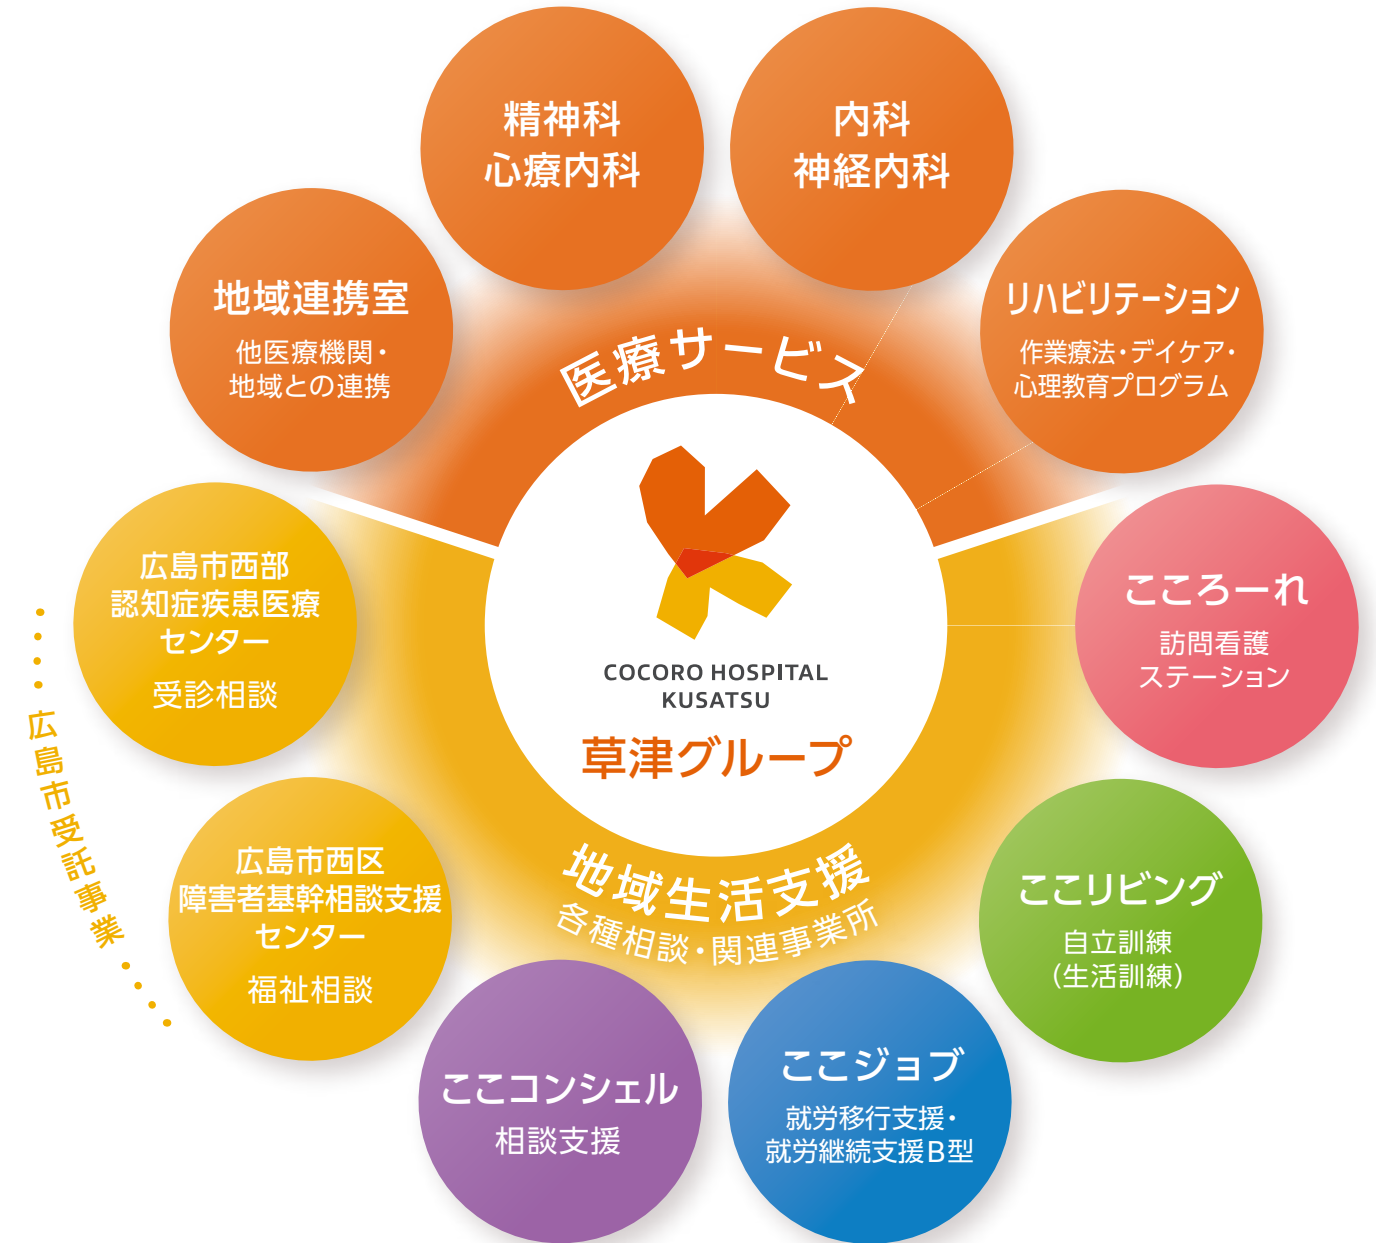 精神科
心療内科
内科
神経内科
地域連携室
他医療機関・
地域との連携
リハビリテーション
作業療法・デイケア・
心理教育プログラム
医療サービス
COCORO HOSPITAL
KUSATSU
草津グループ
広島市西部
認知症疾患医療
センター
受診相談
こころーれ
訪問看護
ステーション
広島市受託事業
広島市西区
障害者基幹相談支援
センター
福祉相談
地域生活支援
各種相談・関連事業所
ここリビング
自立訓練
（生活訓練）
ここコンシェル
相談支援
ここジョブ
就労移行支援・
就労継続支援B型